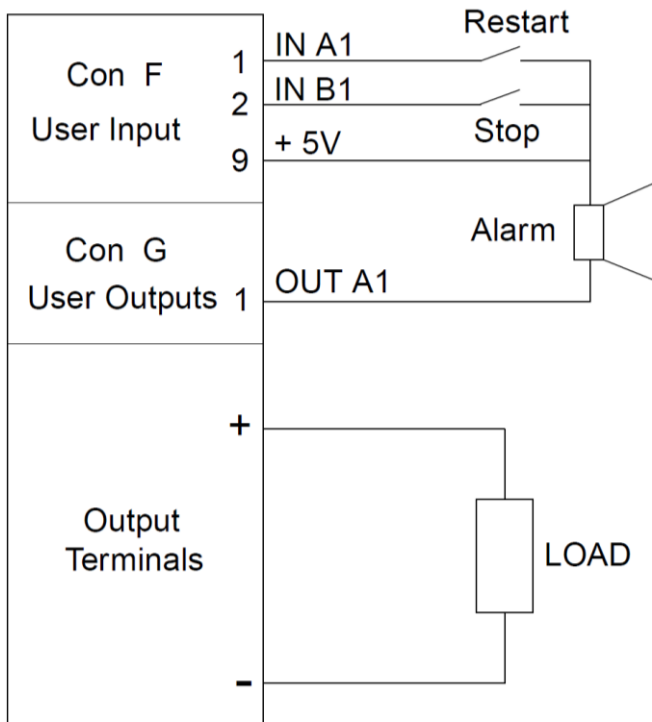 Restart
1 IN A1
Con F
2 IN B1
User Input
Stop
9 + 5V
Con G
Alarm
User Outputs 1 OUT A1
+
Output
Terminals
LOAD
-